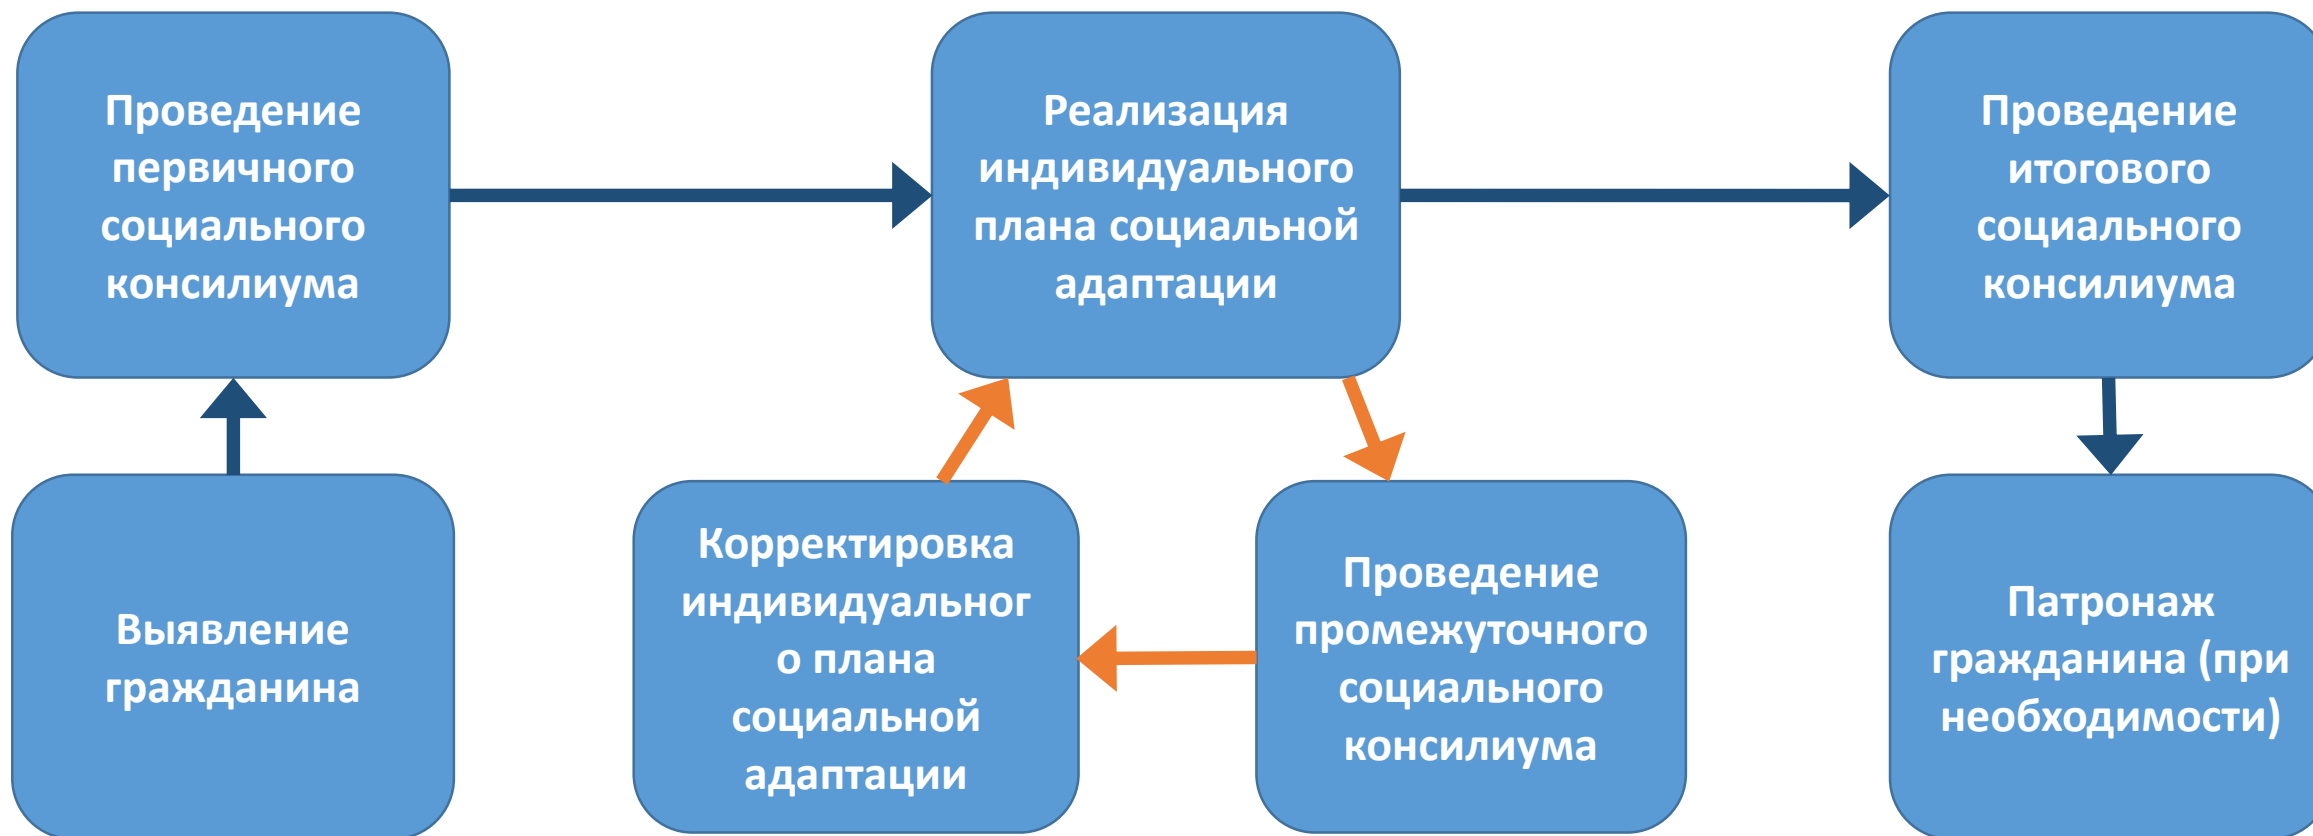 Проведение
первичного
социального
консилиума
Реализация
индивидуального
плана социальной
адаптации
Проведение
итогового
социального
консилиума
Выявление
гражданина
Корректировка
индивидуальног
о плана
социальной
адаптации
Проведение
промежуточного
социального
консилиума
Патронаж
гражданина (при
необходимости)